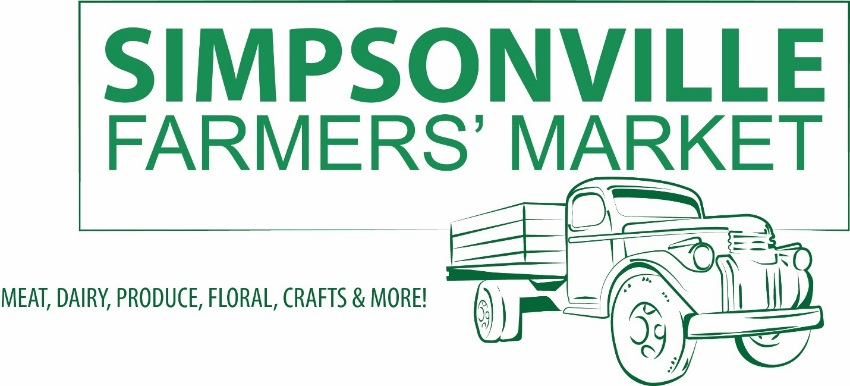 SIMPSONVILLE
FARMERS’ MARKET
MEAT, DAIRY, PRODUCE, FLORAL, CRAFTS & MORE!